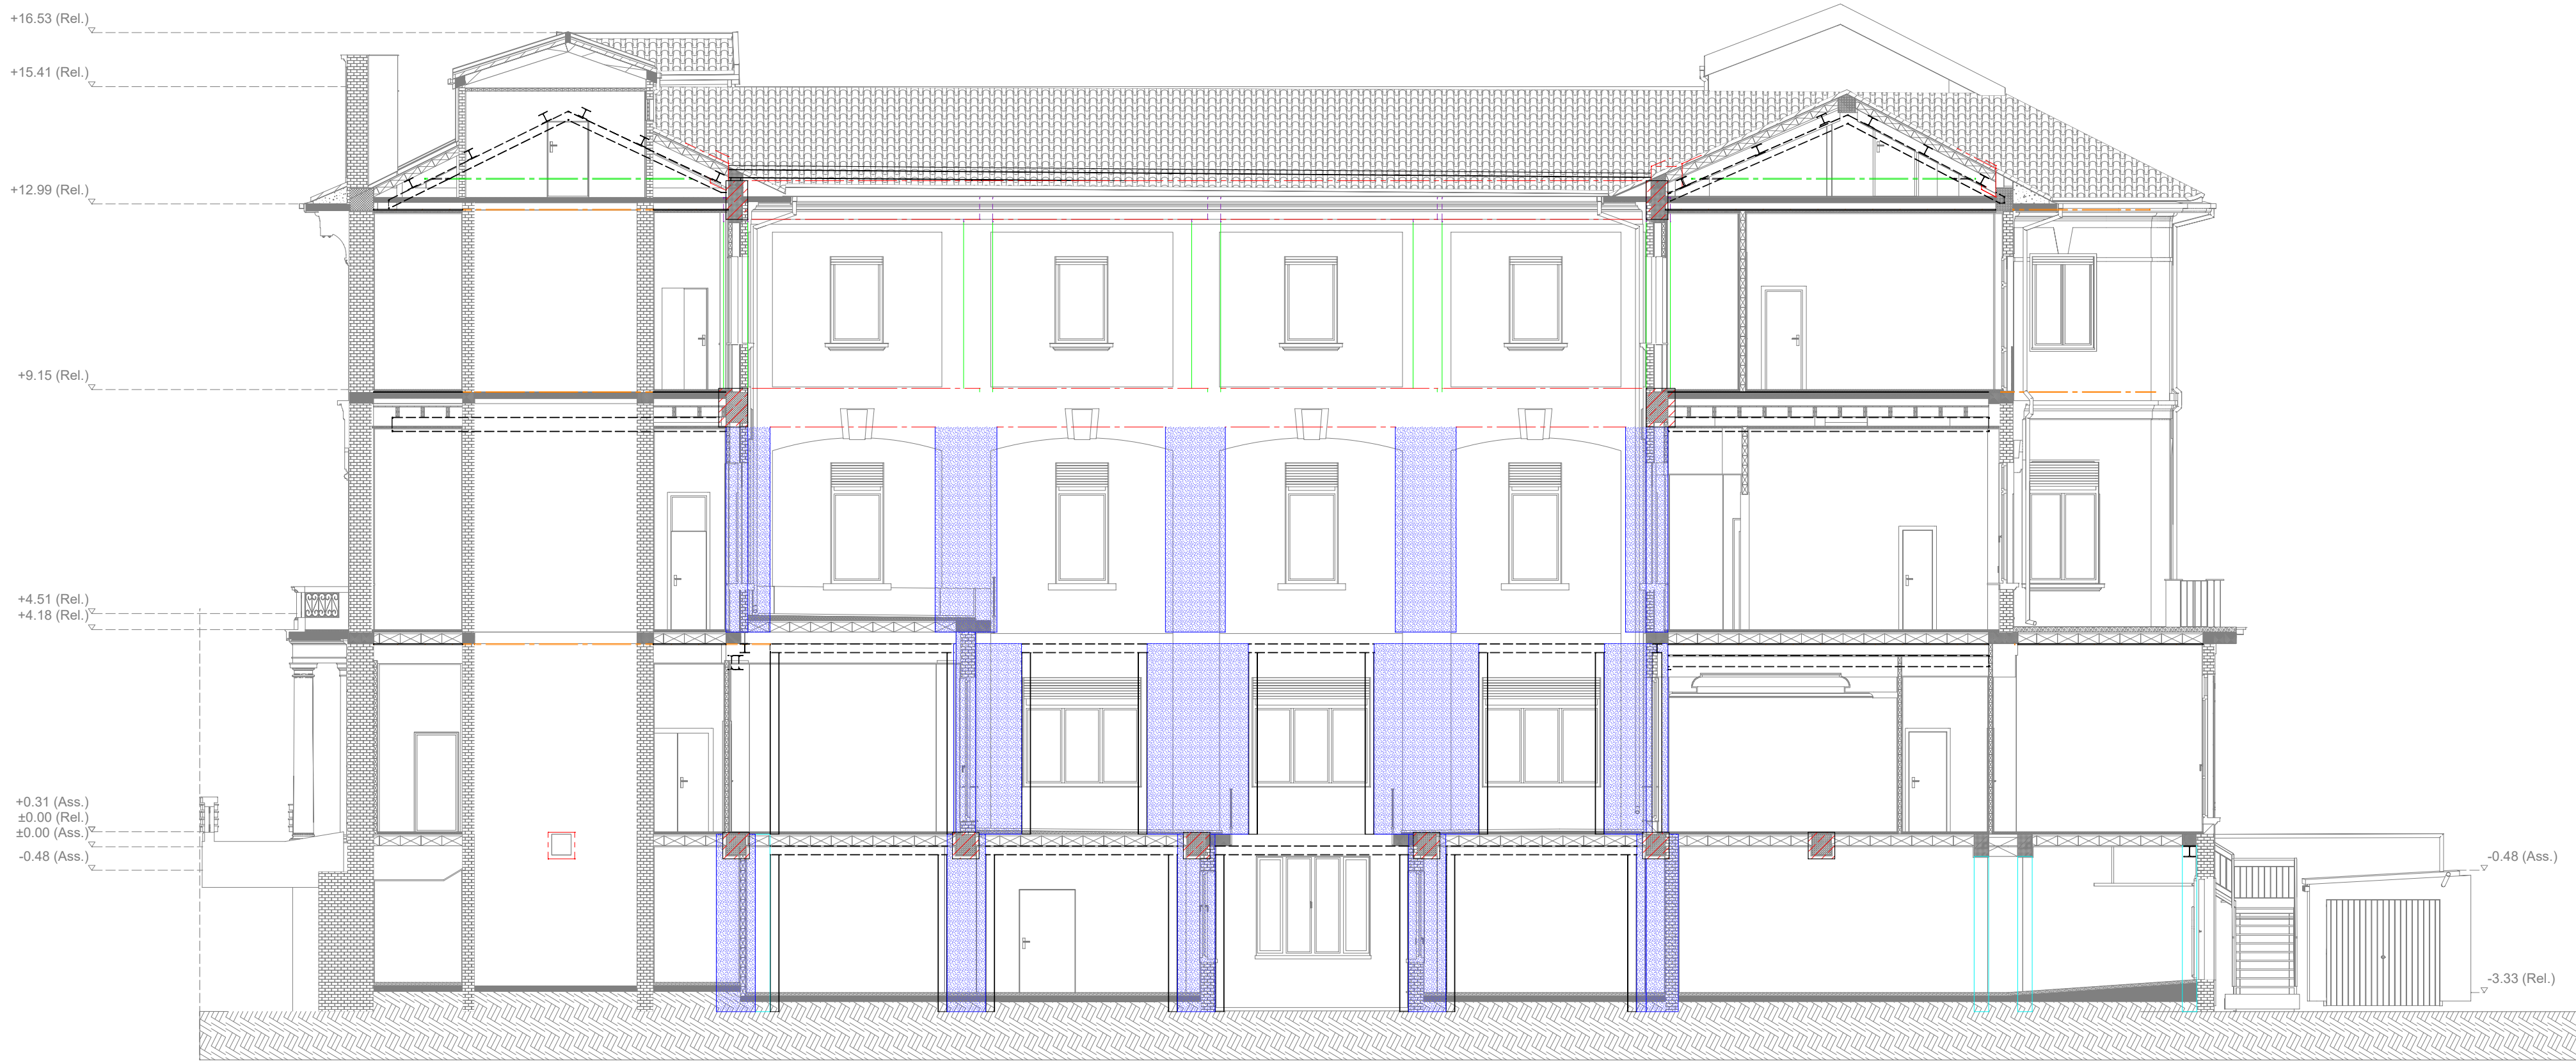 +16.53 (Rel.)
+15.41 (Rel.)
+12.99 (Rel.)
+9.15 (Rel.)
+4.51 (Rel.)
+4.18 (Rel.)
+0.31 (Ass.)
±0.00 (Rel.)
±0.00 (Ass.)
-0.48 (Ass.)
-0.48 (Ass.)
-3.33 (Rel.)